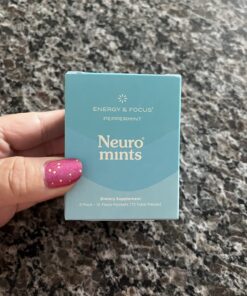 ENERGY & FOCUS
PEPPERMINT
Neuro®
mints
Dietary Supplement